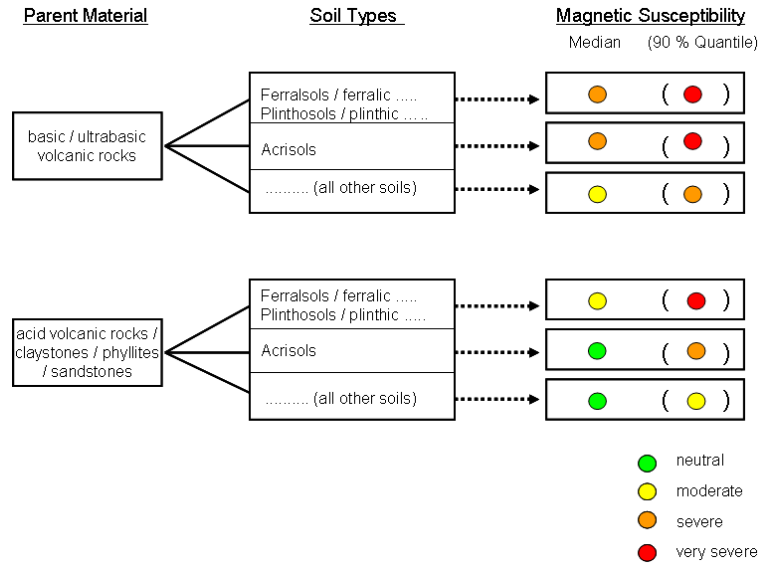 Parent Material
Soil Types
Magnetic Susceptibility
Median (90 % Quantile)
basic / ultrabasic
volcanic rocks
Ferralsols / ferralic .....
Plinthosols / plinthic .....
Acrisols
.......... (all other soils)
( )
( )
( )
acid volcanic rocks /
claystones / phyllites
/ sandstones
Ferralsols / ferralic .....
Plinthosols / plinthic .....
Acrisols
.......... (all other soils)
( )
( )
( )
neutral
moderate
severe
very severe